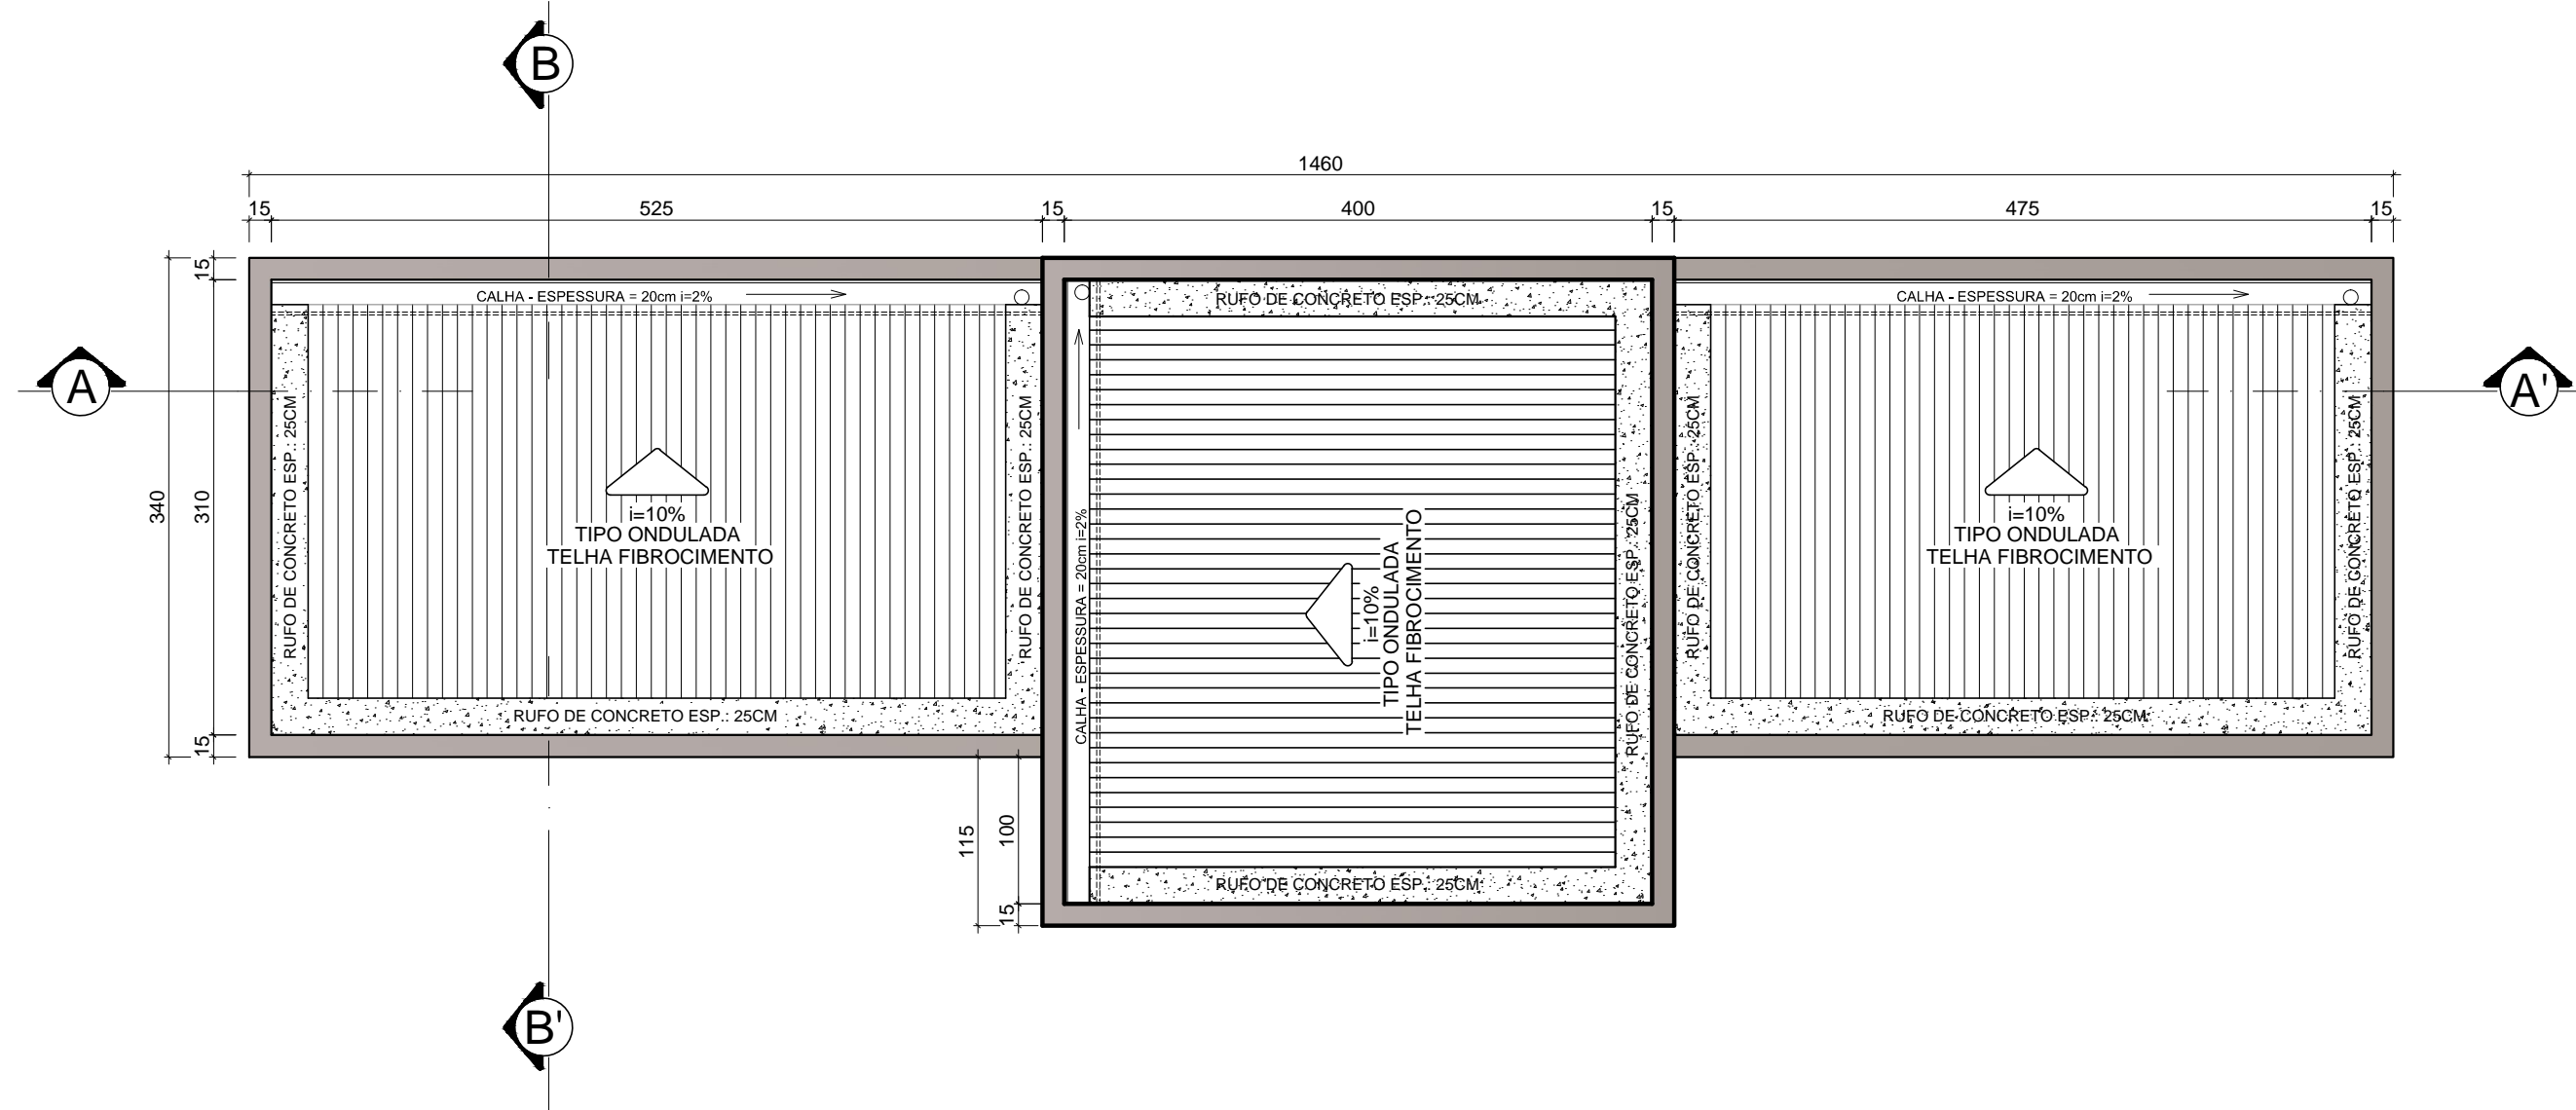 B
1460
15
525
15
400
15
475
15
340
15
310
15
CALHA - ESPESSURA = 20cm i=2%
RUFO DE CONCRETO ESP.: 25CM
CALHA - ESPESSURA = 20cm i=2%
A
A'
RUFO DE CONCRETO ESP.: 25CM
i=10%
TIPO ONDULADA
TELHA FIBROCIMENTO
RUFO DE CONCRETO ESP.: 25CM
RUFO DE CONCRETO ESP.: 25CM
CALHA - ESPESSURA = 20cm i=2%
i=10%
TIPO ONDULADA
TELHA FIBROCIMENTO
RUFO DE CONCRETO ESP.: 25CM
RUFO DE CONCRETO ESP.: 25CM
RUFO DE CONCRETO ESP.: 25CM
i=10%
TIPO ONDULADA
TELHA FIBROCIMENTO
RUFO DE CONCRETO ESP.: 25CM
RUFO DE CONCRETO ESP.: 25CM
115
100
15
B'